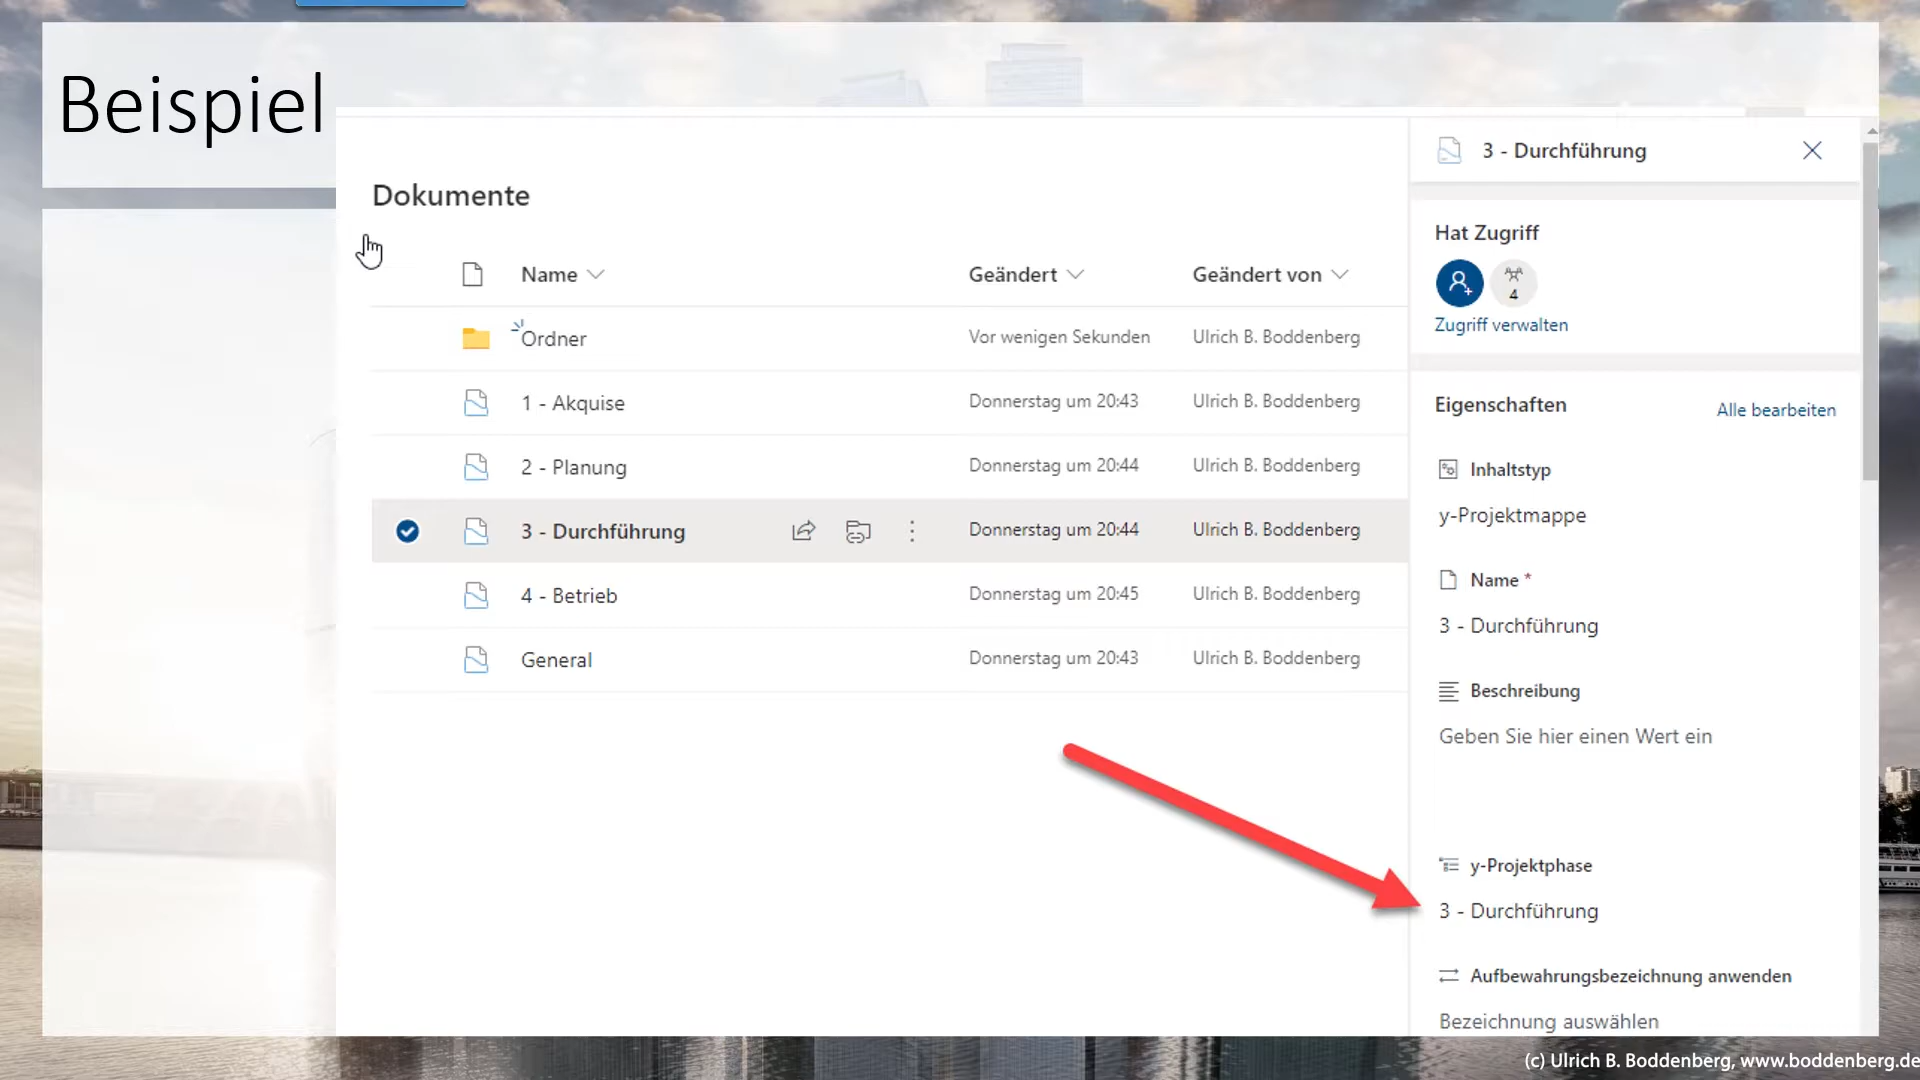 Beispiel
Dokumente
Name Geändert Geändert von
Ordner Vor wenigen Sekunden Ulrich B. Boddenberg
1 - Akquise Donnerstag um 20:43 Ulrich B. Boddenberg
2 - Planung Donnerstag um 20:44 Ulrich B. Boddenberg
3 - Durchführung Donnerstag um 20:44 Ulrich B. Boddenberg
4 - Betrieb Donnerstag um 20:45 Ulrich B. Boddenberg
General Donnerstag um 20:43 Ulrich B. Boddenberg
3 - Durchführung
Hat Zugriff
4
Zugriff verwalten
Eigenschaften Alle bearbeiten
Inhaltstyp
y-Projektmappe
Name *
3 - Durchführung
Beschreibung
Geben Sie hier einen Wert ein
y-Projektphase
3 - Durchführung
Aufbewahrungsbezeichnung anwenden
Bezeichnung auswählen
(c) Ulrich B. Boddenberg, www.boddenberg.de